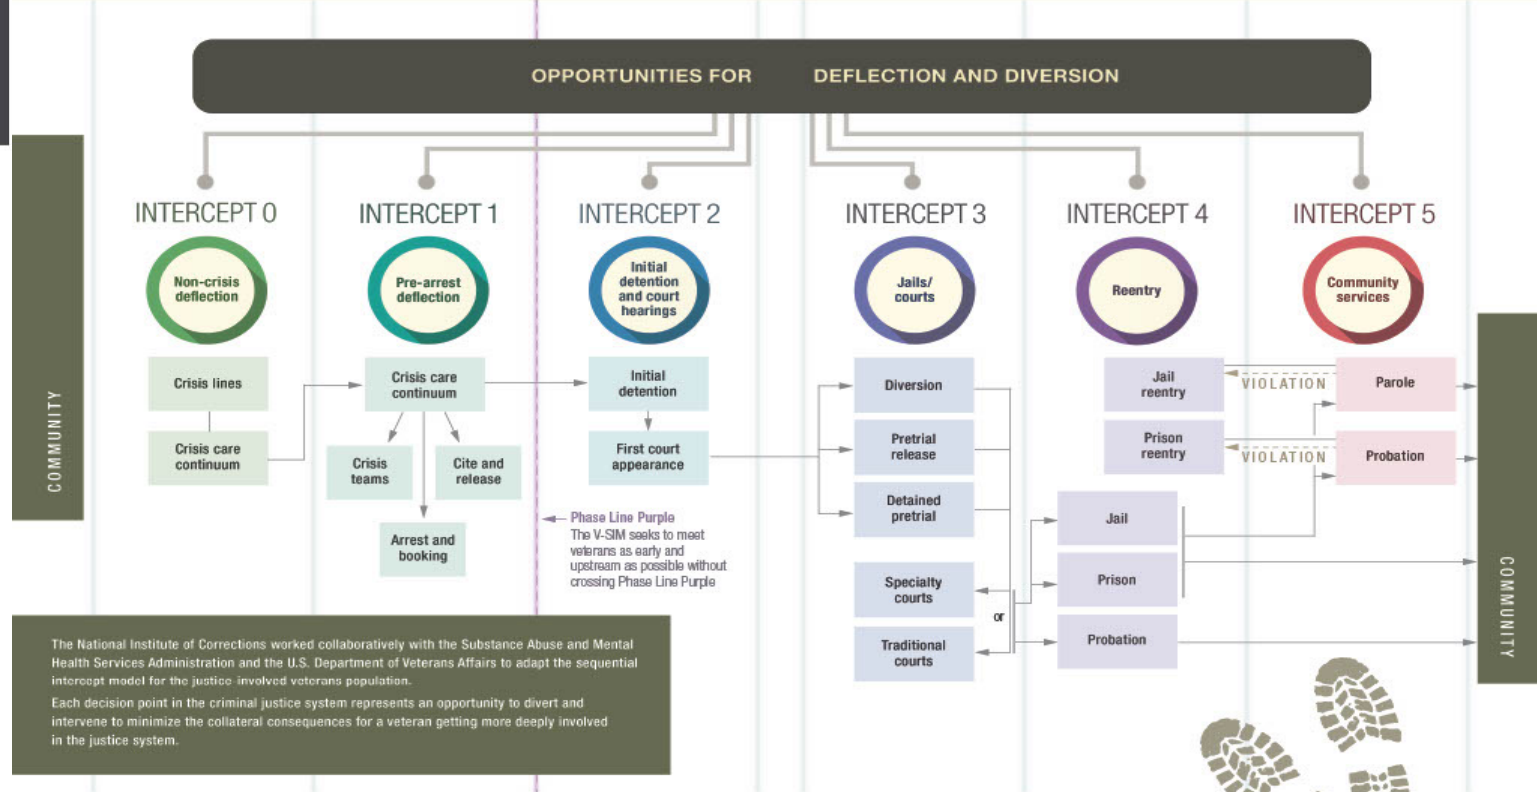 OPPORTUNITIES FOR DEFLECTION AND DIVERSION
COMMUNITY
INTERCEPT 0
Non-crisis
deflection
Crisis lines
Crisis care
continuum
INTERCEPT 1
Pre-arrest
deflection
Crisis care
continuum
Crisis
teams
Cite and
release
Arrest and
booking
INTERCEPT 2
Initial
detention
and court
hearings
Initial
detention
First court
appearance
Phase Line Purple
The V-SIM seeks to meet
veterans as early and
upstream as possible without
crossing Phase Line Purple
INTERCEPT 3
Jails/
courts
Diversion
Pretrial
release
Detained
pretrial
Specialty
courts
or
Traditional
courts
INTERCEPT 4
Reentry
Jail
reentry
Prison
reentry
Jail
Prison
Probation
INTERCEPT 5
Community
services
VIOLATION
Parole
VIOLATION
Probation
COMMUNITY
The National Institute of Corrections worked collaboratively with the Substance Abuse and Mental
Health Services Administration and the U.S. Department of Veterans Affairs to adapt the sequential
intercept model for the justice-involved veterans population.
Each decision point in the criminal justice system represents an opportunity to divert and
intervene to minimize the collateral consequences for a veteran getting more deeply involved
in the justice system.